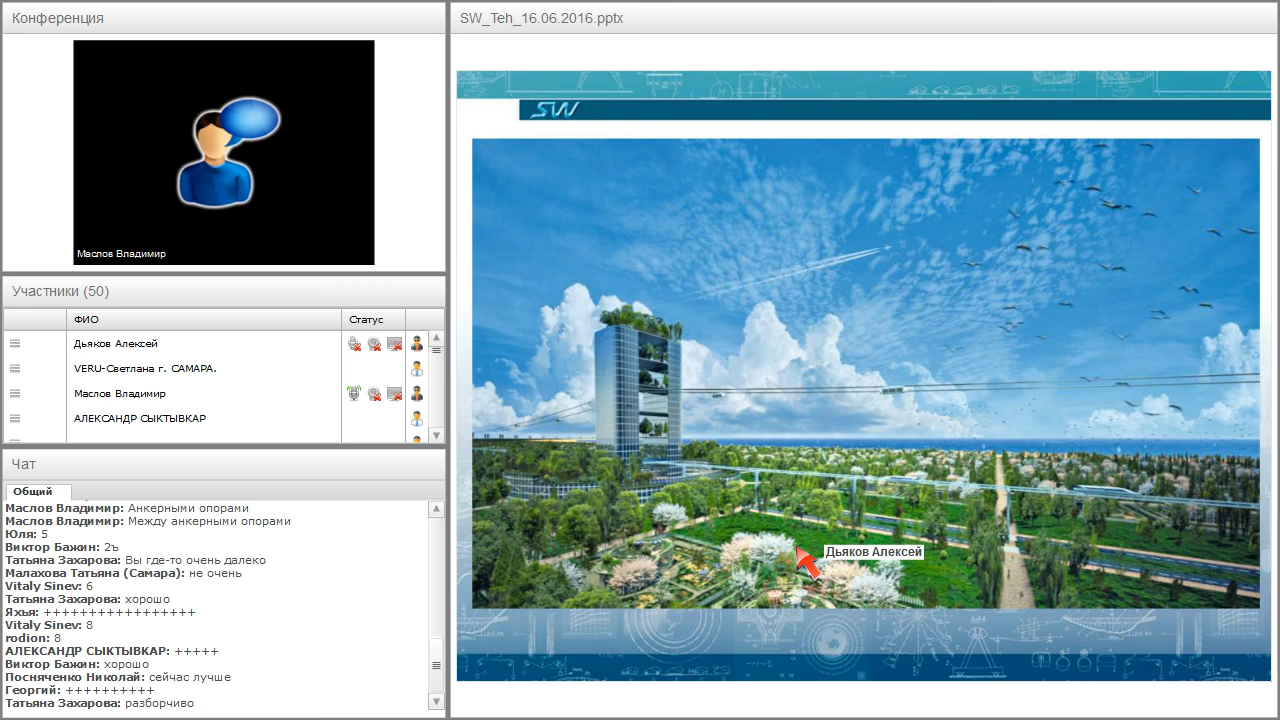 Конференция
Маслов Владимир
Участники (50)
ФИО
Статус
Дьяков Алексей
VERU-Светлана г. САМАРА.
Маслов Владимир
АЛЕКСАНДР СЫКТЫВКАР
Чат
Общий
Маслов Владимир: Анкерными опорами
Маслов Владимир: Между анкерными опорами
Юля: 5
Виктор Бажин: 2ъ
Татьяна Захарова: Вы где-то очень далеко
Малахова Татьяна (Самара): не очень
Vitaly Sinev: 6
Татьяна Захарова: хорошо
Яхья: +++++++++++++++++
Vitaly Sinev: 8
rodion: 8
АЛЕКСАНДР СЫКТЫВКАР: +++++
Виктор Бажин: хорошо
Посняченко Николай: сейчас лучше
Георгий: ++++++++++
Татьяна Захарова: разборчиво
SW_Teh_16.06.2016.pptx
SW
Дьяков Алексей